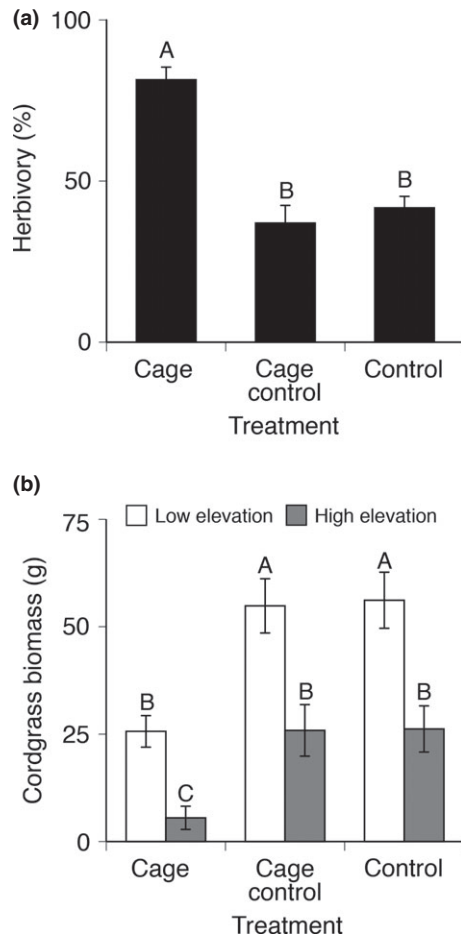 (a)
100
50
0
Herbivory (%)
A
B
B
Cage
Cage
control
Control
Treatment
(b)
Low elevation
High elevation
75
50
25
0
Cordgrass biomass (g)
B
C
A
B
A
B
Cage
Cage
control
Control
Treatment